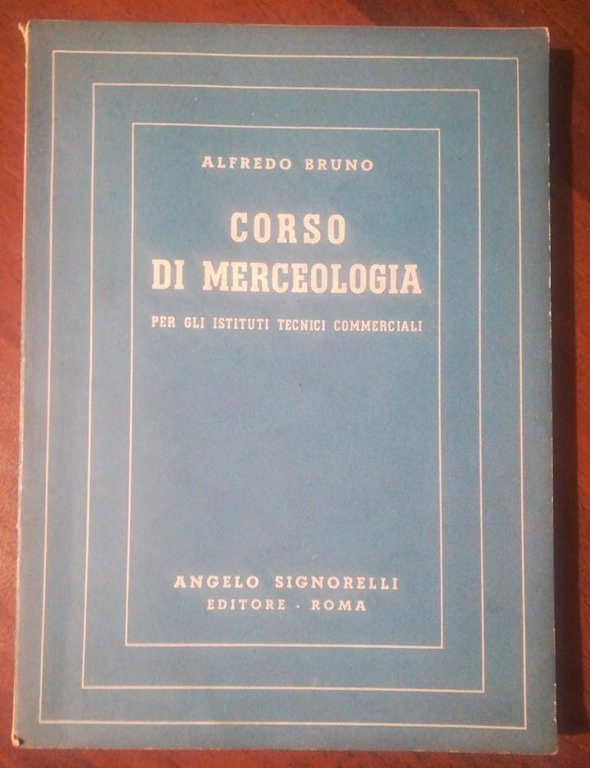 ALFREDO BRUNO
CORSO
DI MERCEOLOGIA
PER GLI ISTITUTI TECNICI COMMERCIALI
ANGELO SIGNORELLI
EDITORE - ROMA